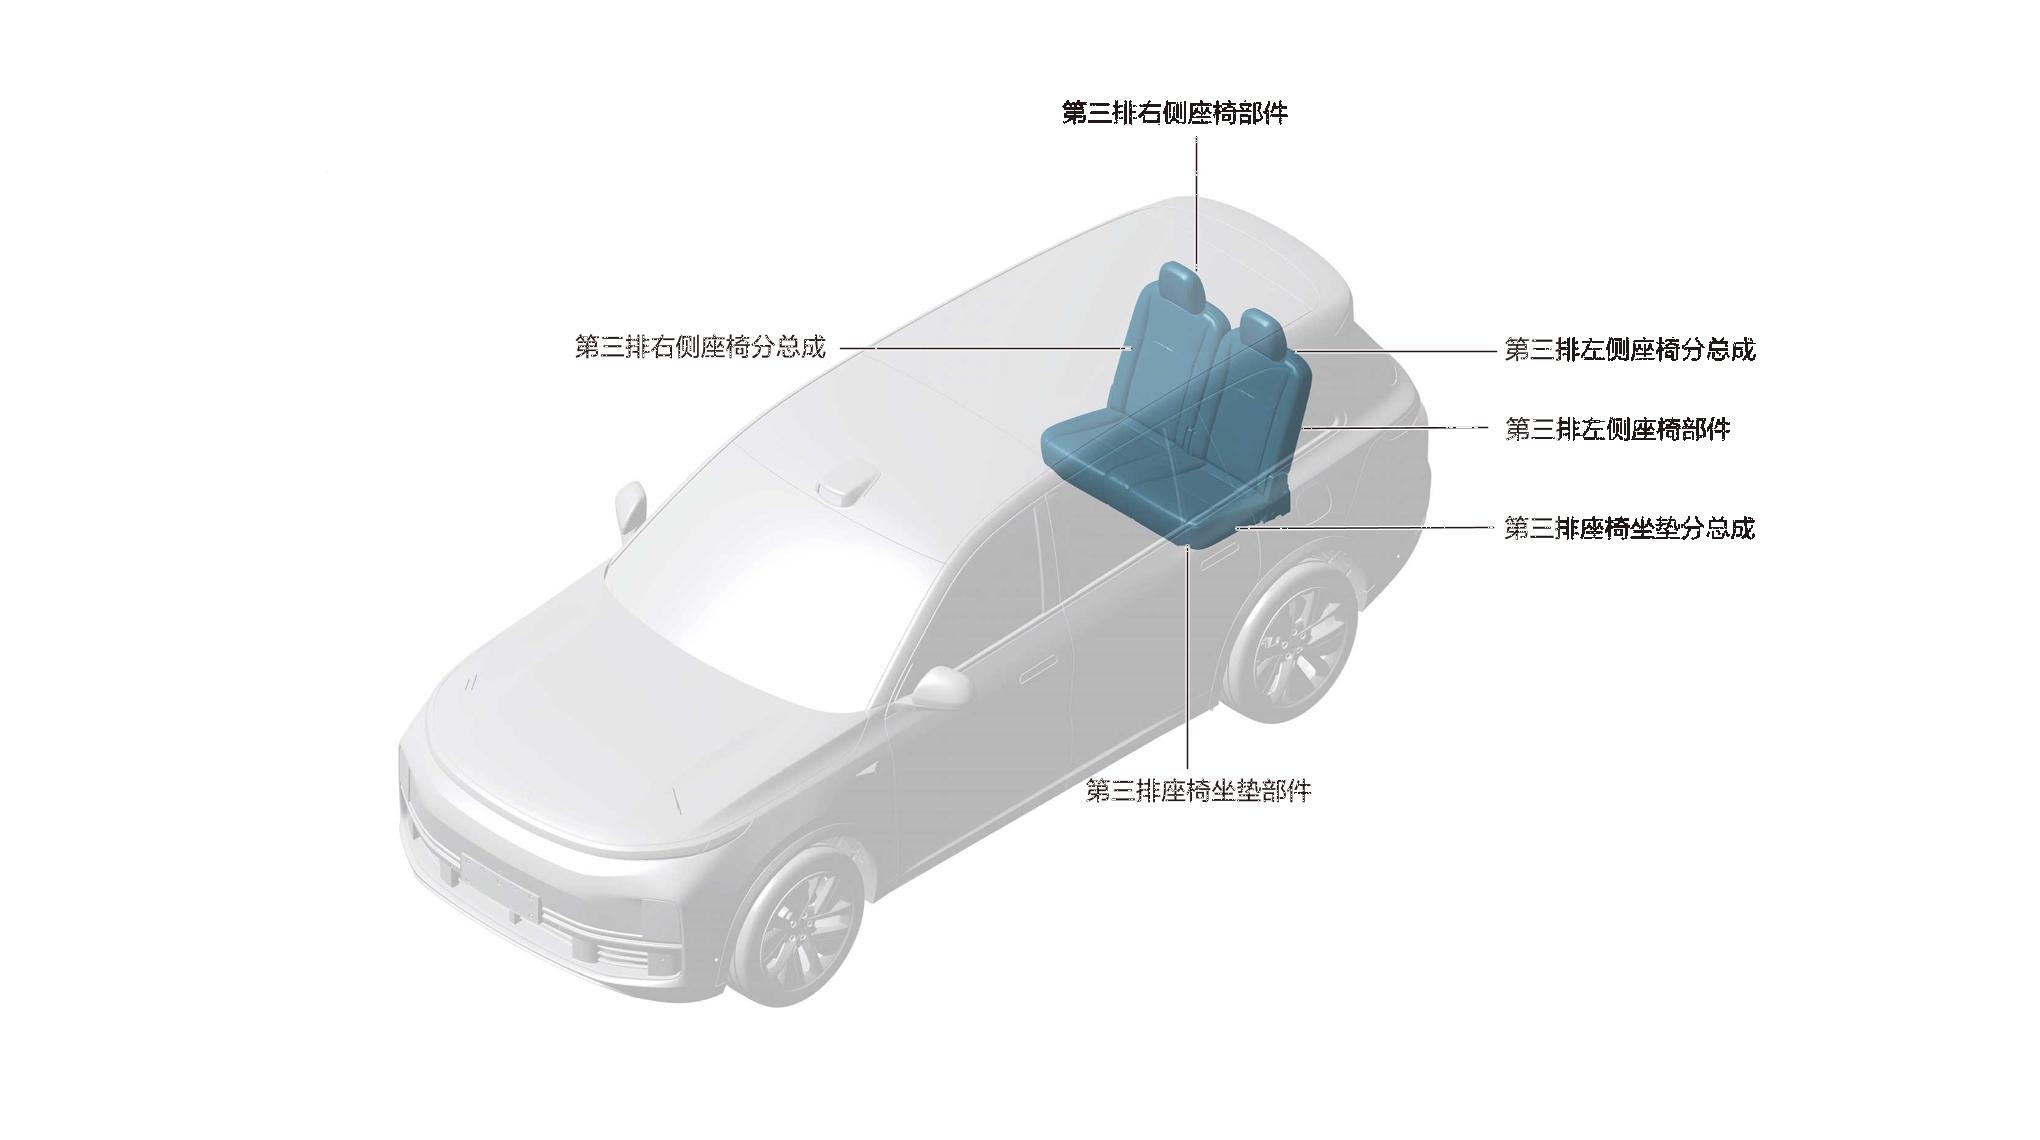 第三排右侧座椅部件
第三排右侧座椅分总成
第三排左侧座椅分总成
第三排左侧座椅部件
第三排座椅坐垫分总成
第三排座椅坐垫部件